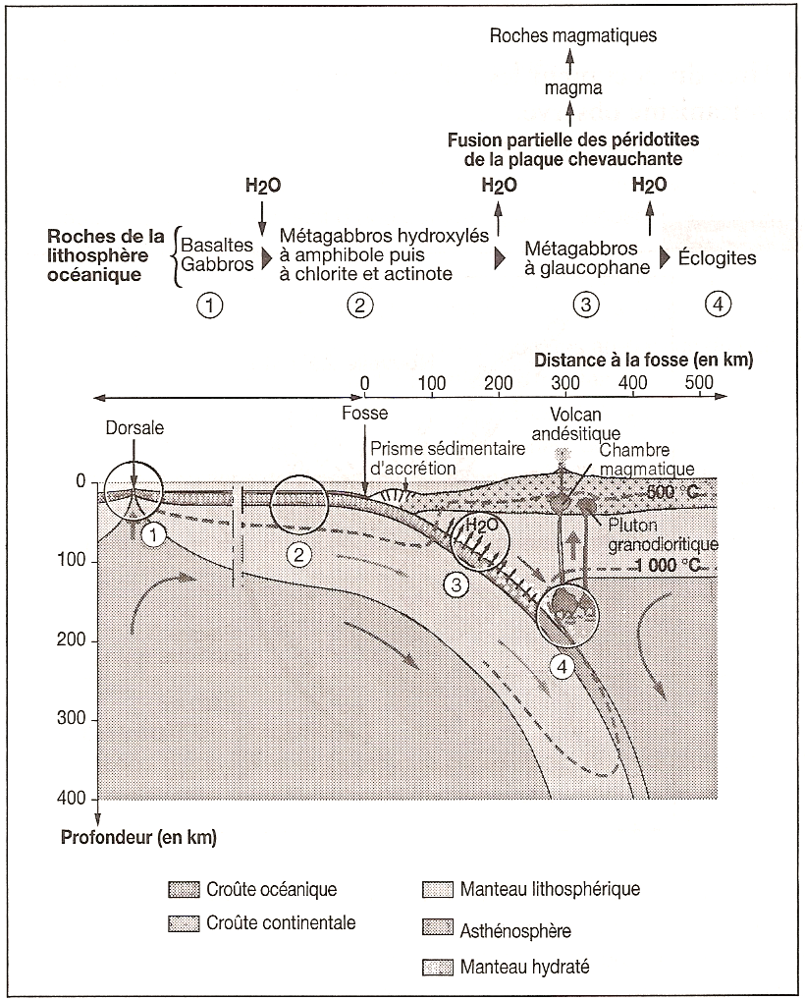 Roches magmatiques
magma
Fusion partielle des péridotites
de la plaque chevauchante
H2O H2O H2O
Roches de la
lithosphère
océanique
Basaltes
Gabbros
Métagabbros hydroxylés
à amphibole puis
à chlorite et actinote
Métagabbros
à glaucophane
Éclogites
1 2 3 4
Distance à la fosse (en km)
0 100 200 300 400 500
Dorsale
Fosse
Volcan
andésitique
Prisme sédimentaire
d'accrétion
Chambre
magmatique
500 °C
Pluton
granodioritique
1 000 °C
H2O
0
100
200
300
400
1
2
3
4
Profondeur (en km)
Croûte océanique
Croûte continentale
Manteau lithosphérique
Asthénosphère
Manteau hydraté